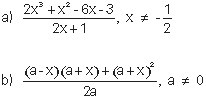 a) (2x³ + x² - 6x - 3)/(2x + 1), x ≠ -1/2
b) ((a-x)(a+x) + (a+x)²)/(2a), a ≠ 0